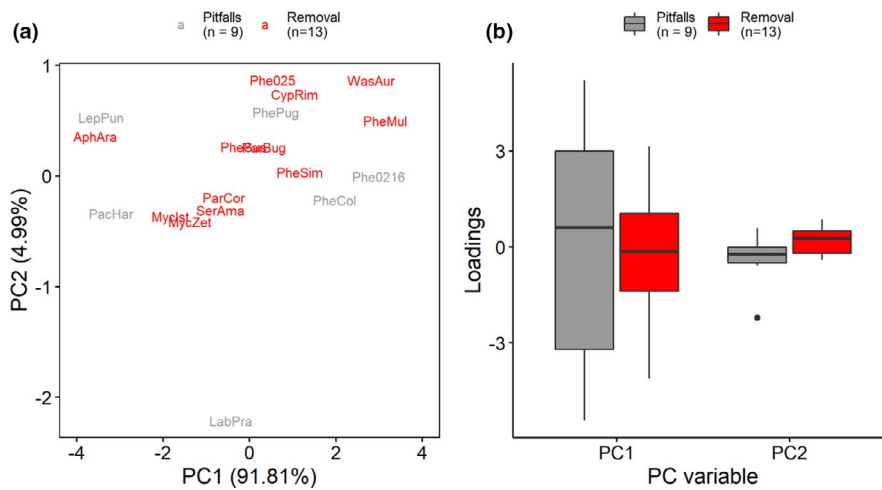 (a)
a Pitfalls (n = 9) a Removal (n=13)
PC2 (4.99%)
1
0
-1
-2
Phe025 WasAur
CypRim
LepPun PhePug PheMul
AphAra
ParBug
PheSim Phe0216
ParCor PheCol
PacHar SerAma
MycIst
MycZet
LabPra
-4 -2 0 2 4
PC1 (91.81%)
(b)
Pitfalls (n = 9) Removal (n=13)
Loadings
3
0
-3
PC1 PC2
PC variable